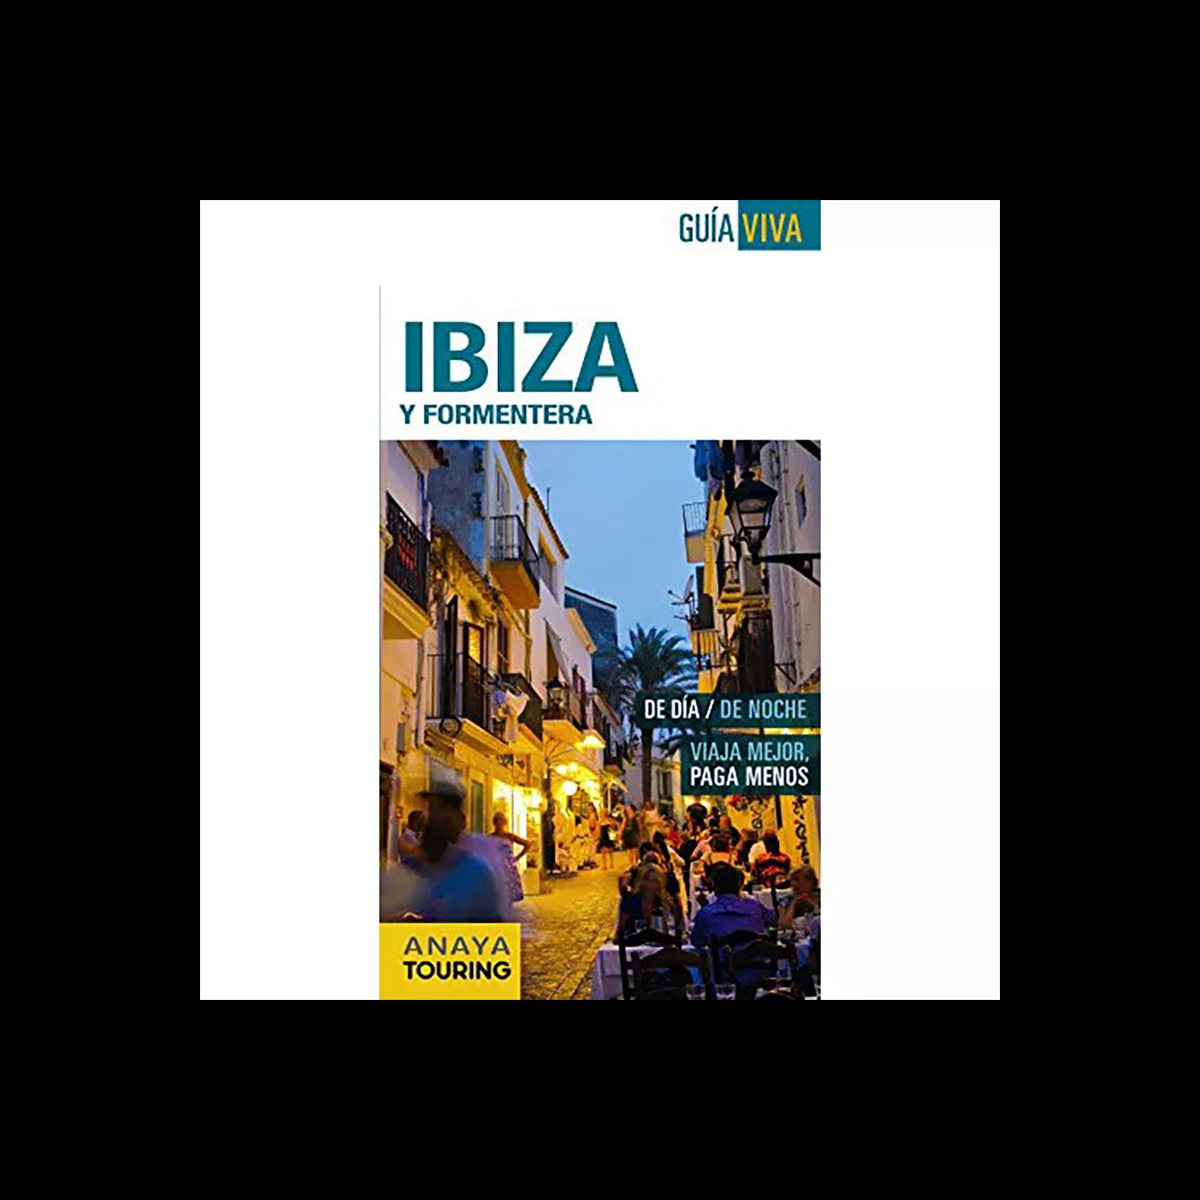 GUÍA VIVA
IBIZA
Y FORMENTERA
DE DÍA / DE NOCHE
VIAJA MEJOR,
PAGA MENOS
ANAYA
TOURING